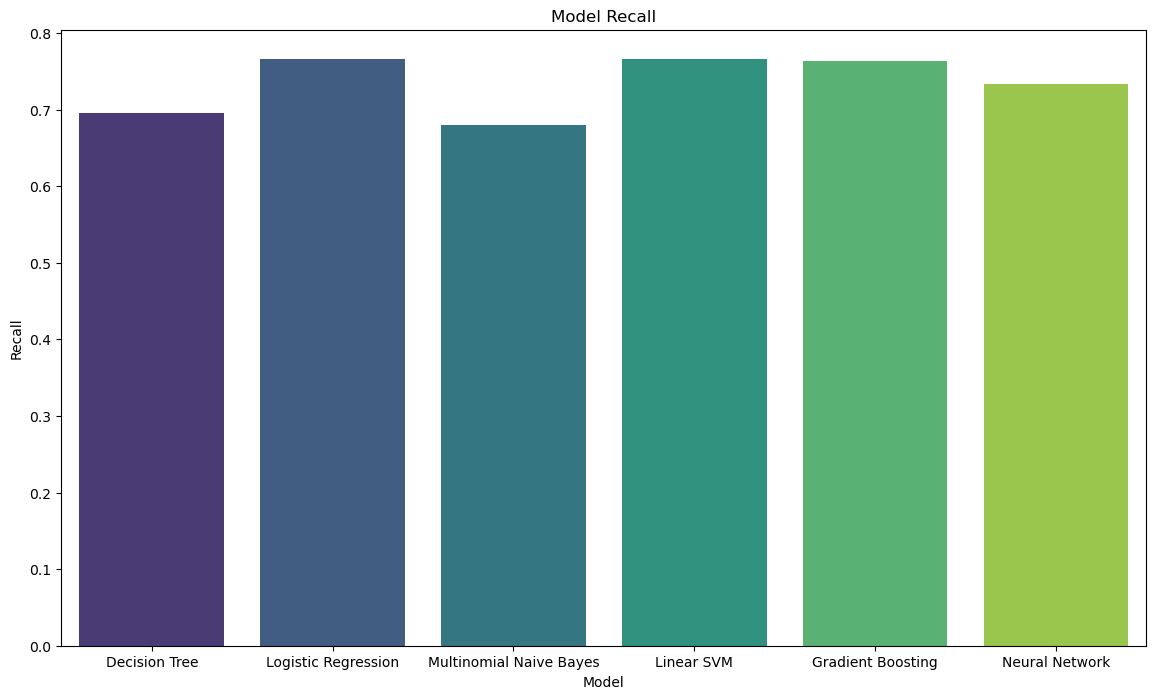 Model Recall
0.8
0.7
0.6
0.5
0.4
0.3
0.2
0.1
0.0
Recall
Decision Tree
Logistic Regression
Multinomial Naive Bayes
Linear SVM
Gradient Boosting
Neural Network
Model